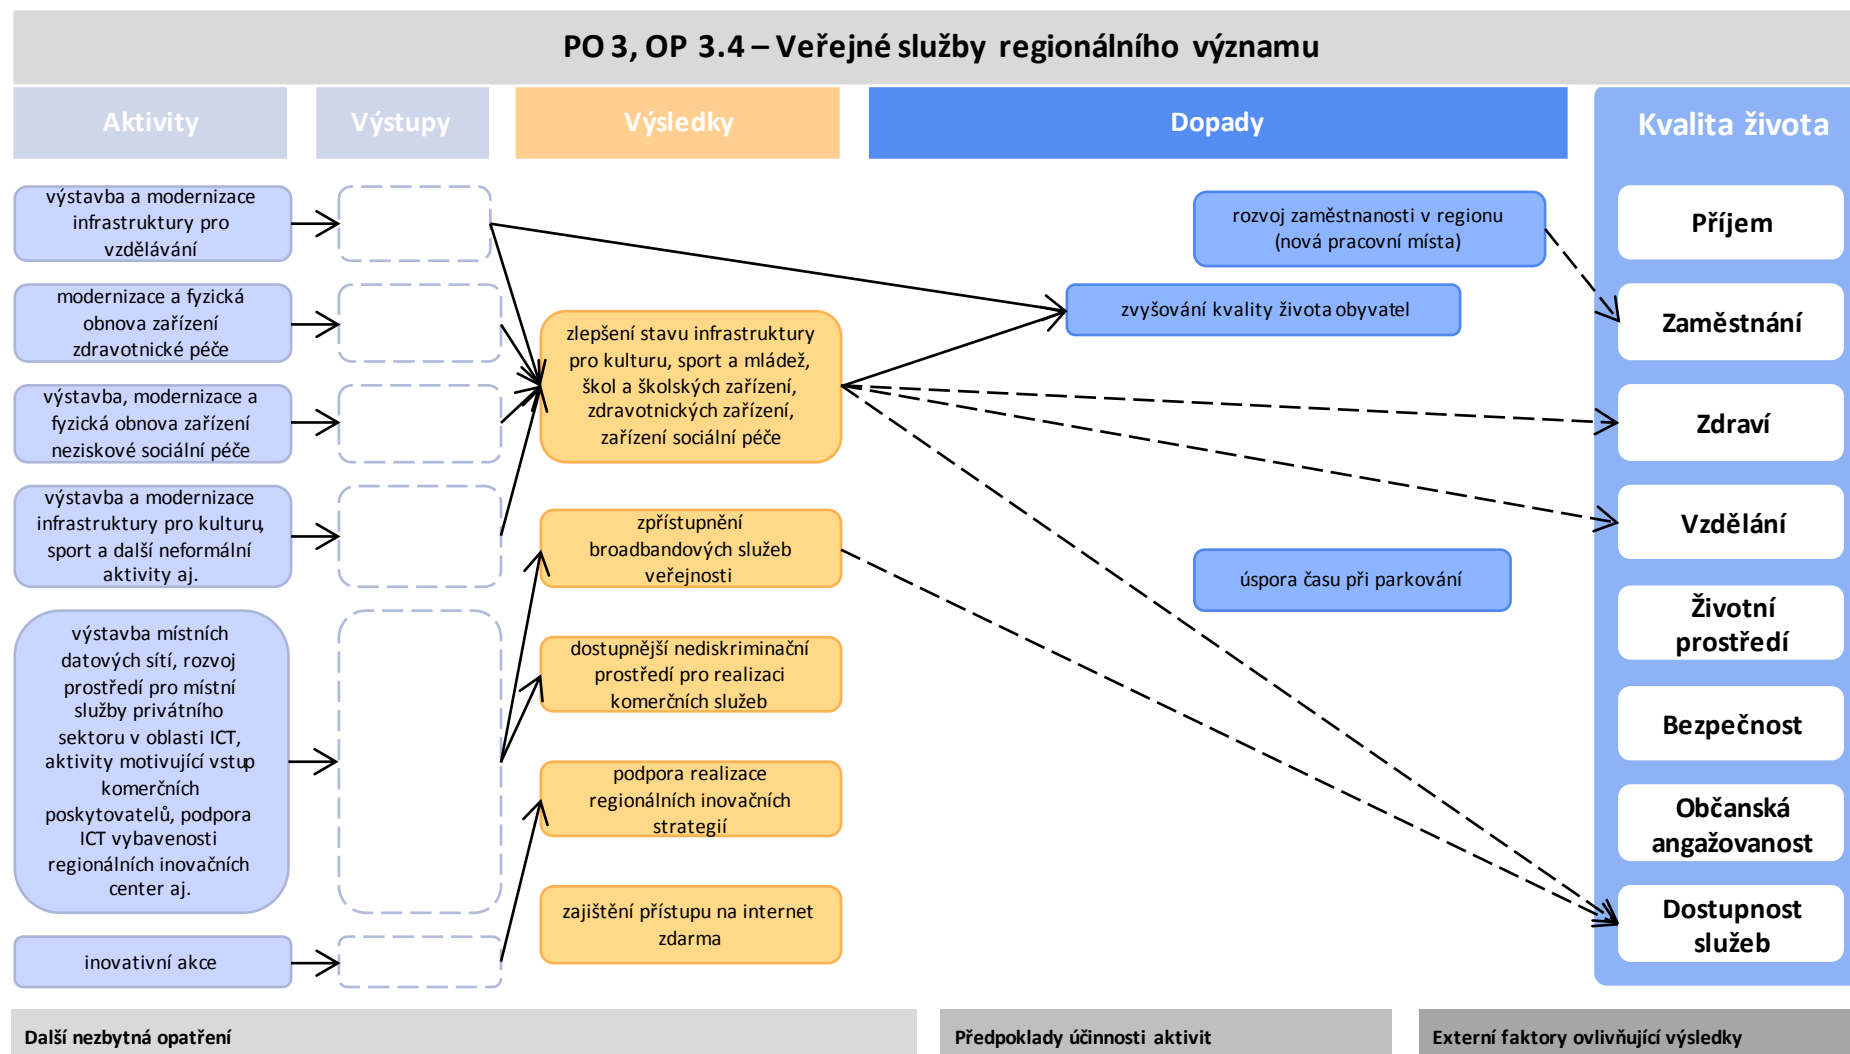 PO 3, OP 3.4 – Veřejné služby regionálního významu
Aktivity
Výstupy
Výsledky
Dopady
Kvalita života
výstavba a modernizace
infrastruktury pro
vzdělávání
modernizace a fyzická
obnova zařízení
zdravotnické péče
výstavba, modernizace a
fyzická obnova zařízení
neziskové sociální péče
výstavba a modernizace
infrastruktury pro kulturu,
sport a další neformální
aktivity aj.
výstavba místních
datových sítí, rozvoj
prostředí pro místní
služby privátního
sektoru v oblasti ICT,
aktivity motivující vstup
komerčních
poskytovatelů, podpora
ICT vybavenosti
regionálních inovačních
center aj.
inovativní akce
zlepšení stavu infrastruktury
pro kulturu, sport a mládež,
škol a školských zařízení,
zdravotnických zařízení,
zařízení sociální péče
zpřístupnění
broadbandových služeb
veřejnosti
dostupnější nediskriminační
prostředí pro realizaci
komerčních služeb
podpora realizace
regionálních inovačních
strategií
zajištění přístupu na internet
zdarma
rozvoj zaměstnanosti v regionu
(nová pracovní místa)
zvyšování kvality života obyvatel
úspora času při parkování
Příjem
Zaměstnání
Zdraví
Vzdělání
Životní
prostředí
Bezpečnost
Občanská
angažovanost
Dostupnost
služeb
Další nezbytná opatření
Předpoklady účinnosti aktivit
Externí faktory ovlivňující výsledky